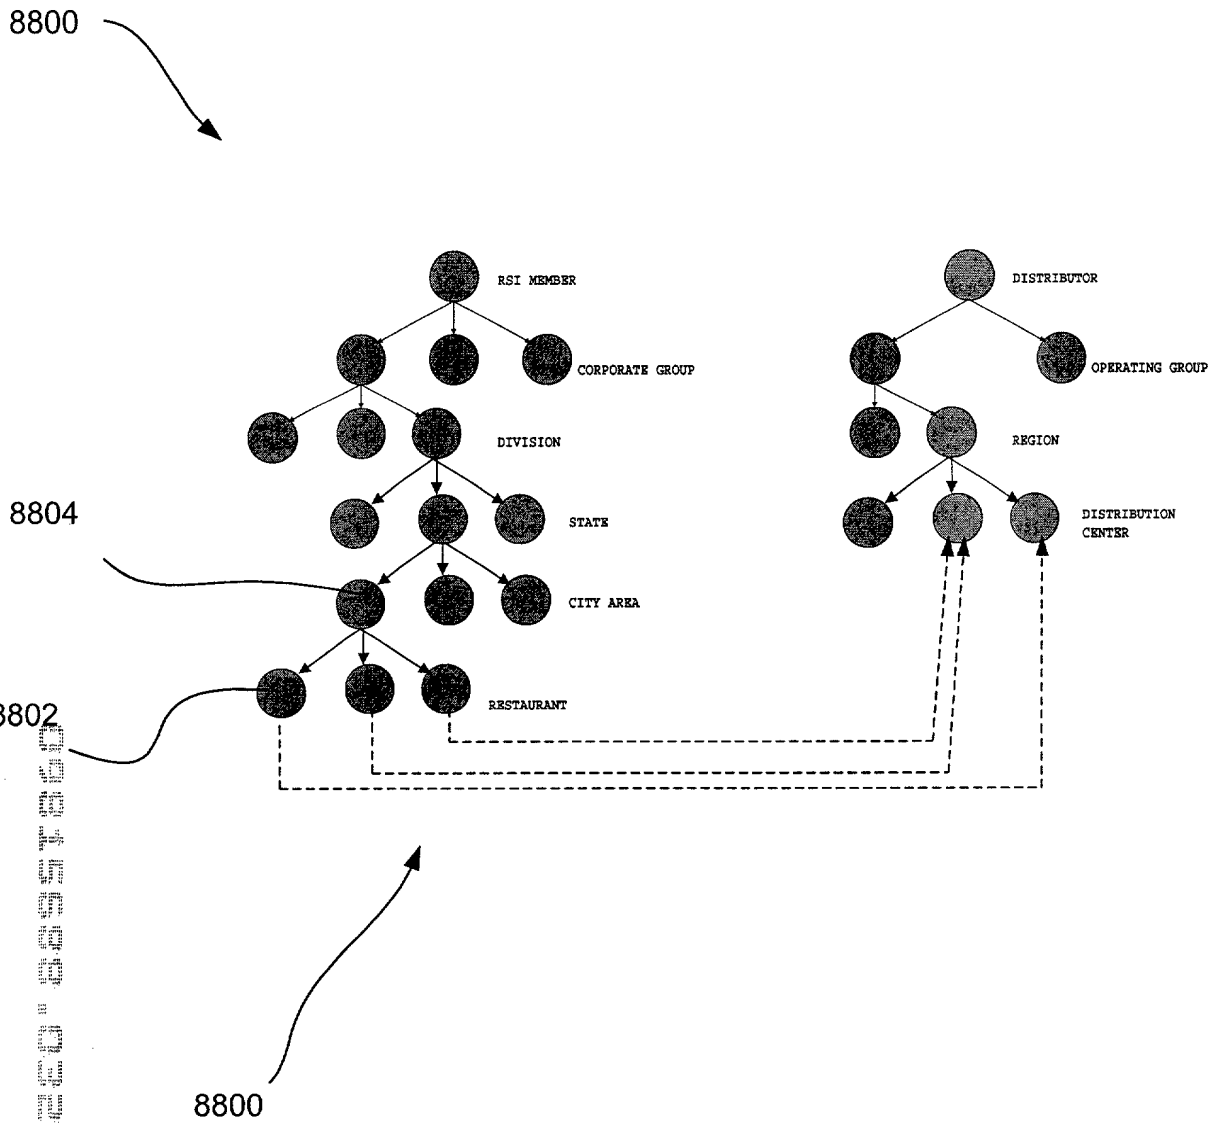 8800
RSI MEMBER
DISTRIBUTOR
CORPORATE GROUP
OPERATING GROUP
DIVISION
REGION
8804
STATE
DISTRIBUTION
CENTER
CITY AREA
RESTAURANT
8802
8800